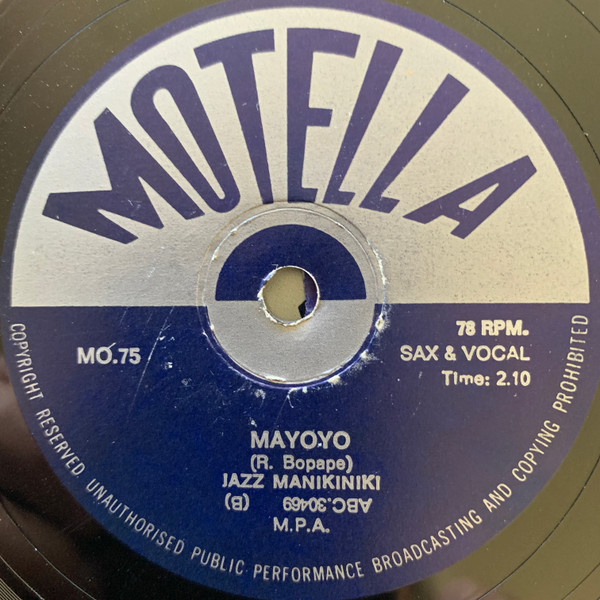 MOTELLA
MO.75
78 RPM.
SAX & VOCAL
Time: 2.10
MAYOYO
(R. Bopape)
JAZZ MANIKINIKI
ABC.30469 (B)
M.P.A.
COPYRIGHT RESERVED. UNAUTHORISED PUBLIC PERFORMANCE BROADCASTING AND COPYING PROHIBITED